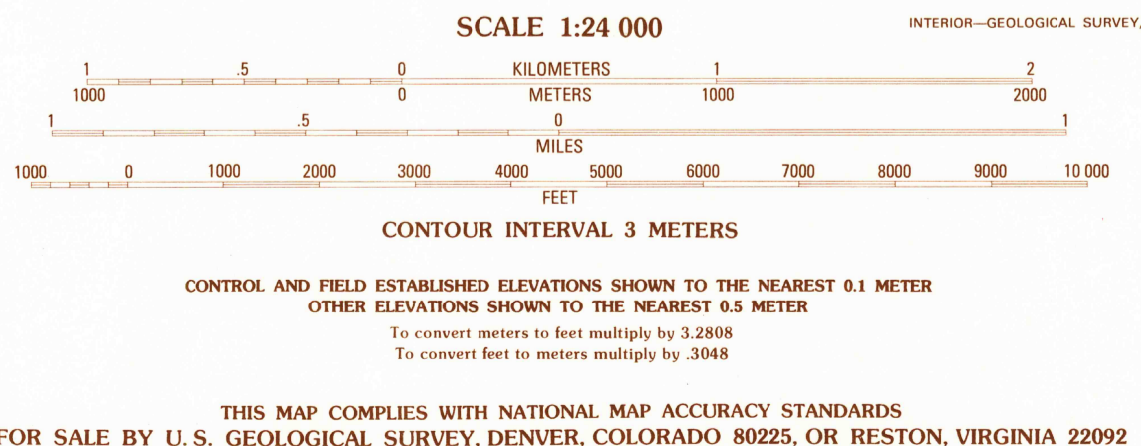 SCALE 1:24 000
INTERIOR—GEOLOGICAL SURVEY,
1 .5 0 KILOMETERS 1 2
1000 0 METERS 1000 2000
1 .5 0 1
MILES
1000 0 1000 2000 3000 4000 5000 6000 7000 8000 9000 10 000
FEET
CONTOUR INTERVAL 3 METERS
CONTROL AND FIELD ESTABLISHED ELEVATIONS SHOWN TO THE NEAREST 0.1 METER
OTHER ELEVATIONS SHOWN TO THE NEAREST 0.5 METER
To convert meters to feet multiply by 3.2808
To convert feet to meters multiply by .3048
THIS MAP COMPLIES WITH NATIONAL MAP ACCURACY STANDARDS
FOR SALE BY U. S. GEOLOGICAL SURVEY, DENVER, COLORADO 80225, OR RESTON, VIRGINIA 22092